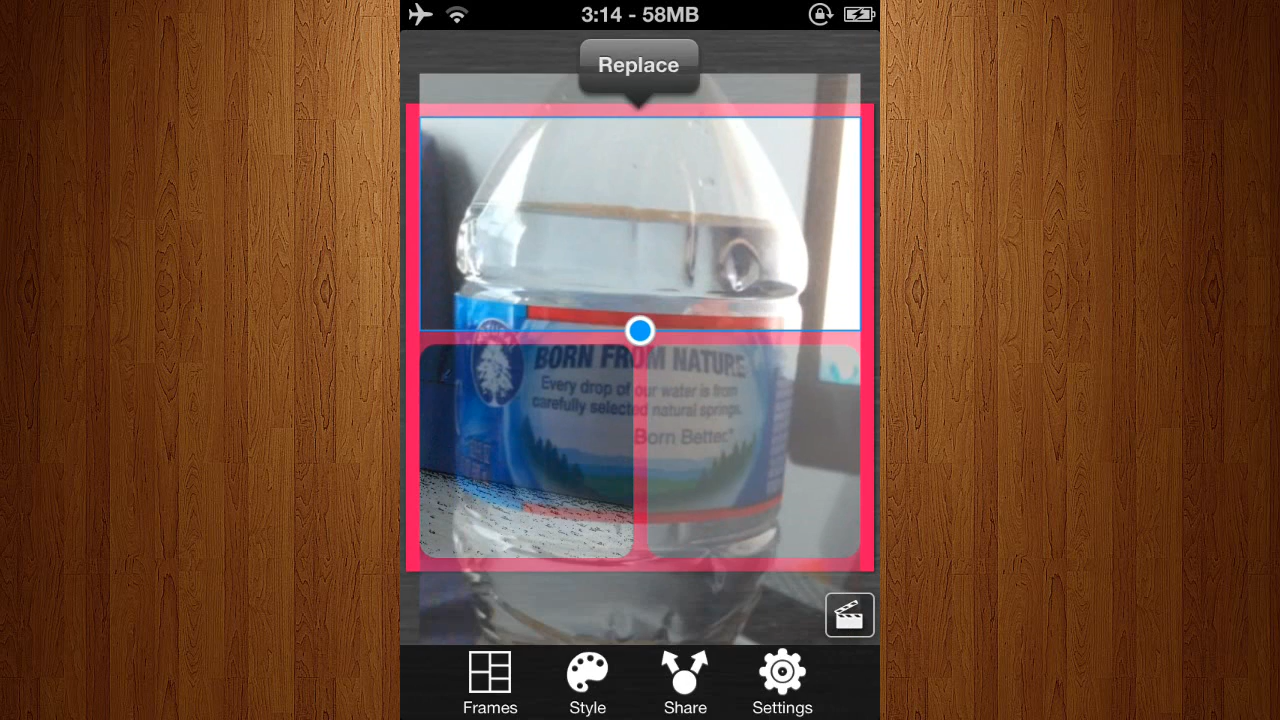 3:14 - 58MB
Replace
BORN FROM NATURE
Every drop of our water is from
carefully selected natural springs.
Born Better.
Frames
Style
Share
Settings